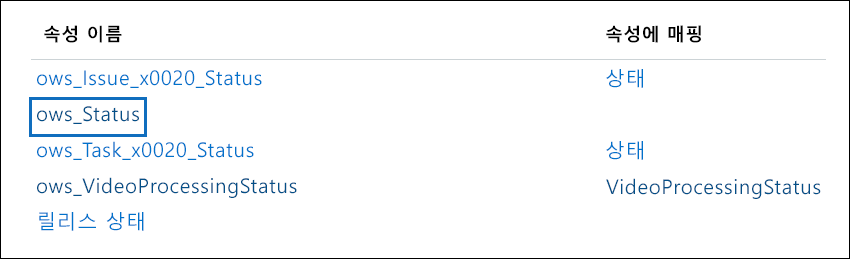 속성 이름 속성에 매핑
ows_Issue_x0020_Status 상태
ows_Status
ows_Task_x0020_Status 상태
ows_VideoProcessingStatus VideoProcessingStatus
릴리스 상태